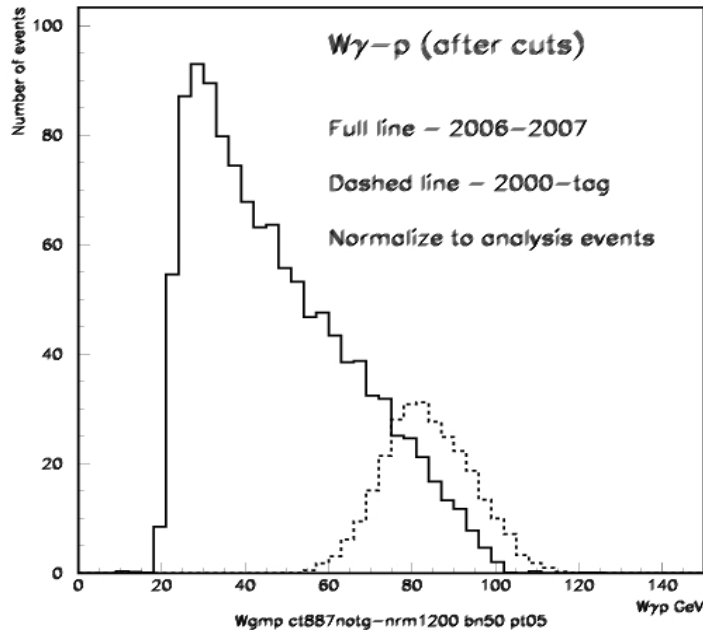 Number of events
Wγ-p (after cuts)
Full line - 2006-2007
Dashed line - 2000-tag
Normalize to analysis events
100
80
60
40
20
0
0 20 40 60 80 100 120 140
Wγp GeV
Wgmp ct887notg-nrm1200 bn50 pt05